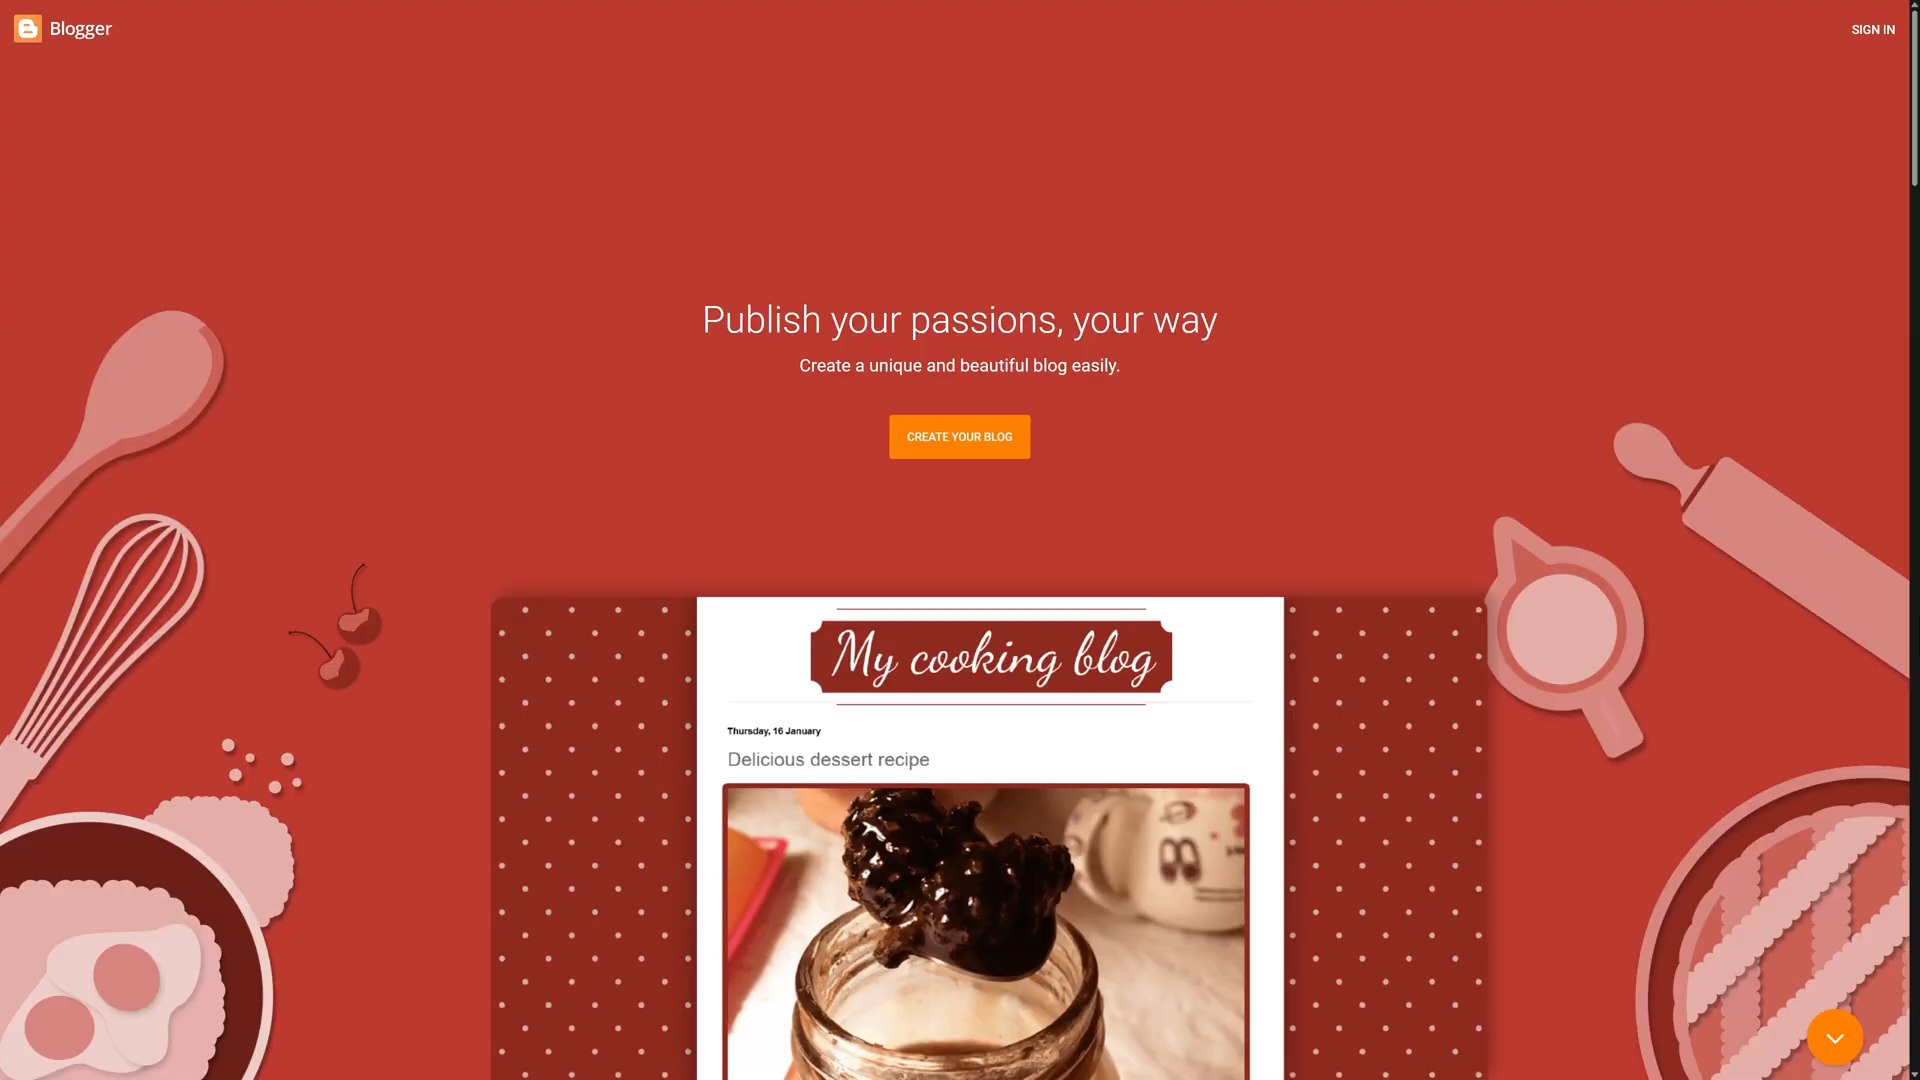 Blogger
SIGN IN
Publish your passions, your way
Create a unique and beautiful blog easily.
CREATE YOUR BLOG
My cooking blog
Thursday, 16 January
Delicious dessert recipe